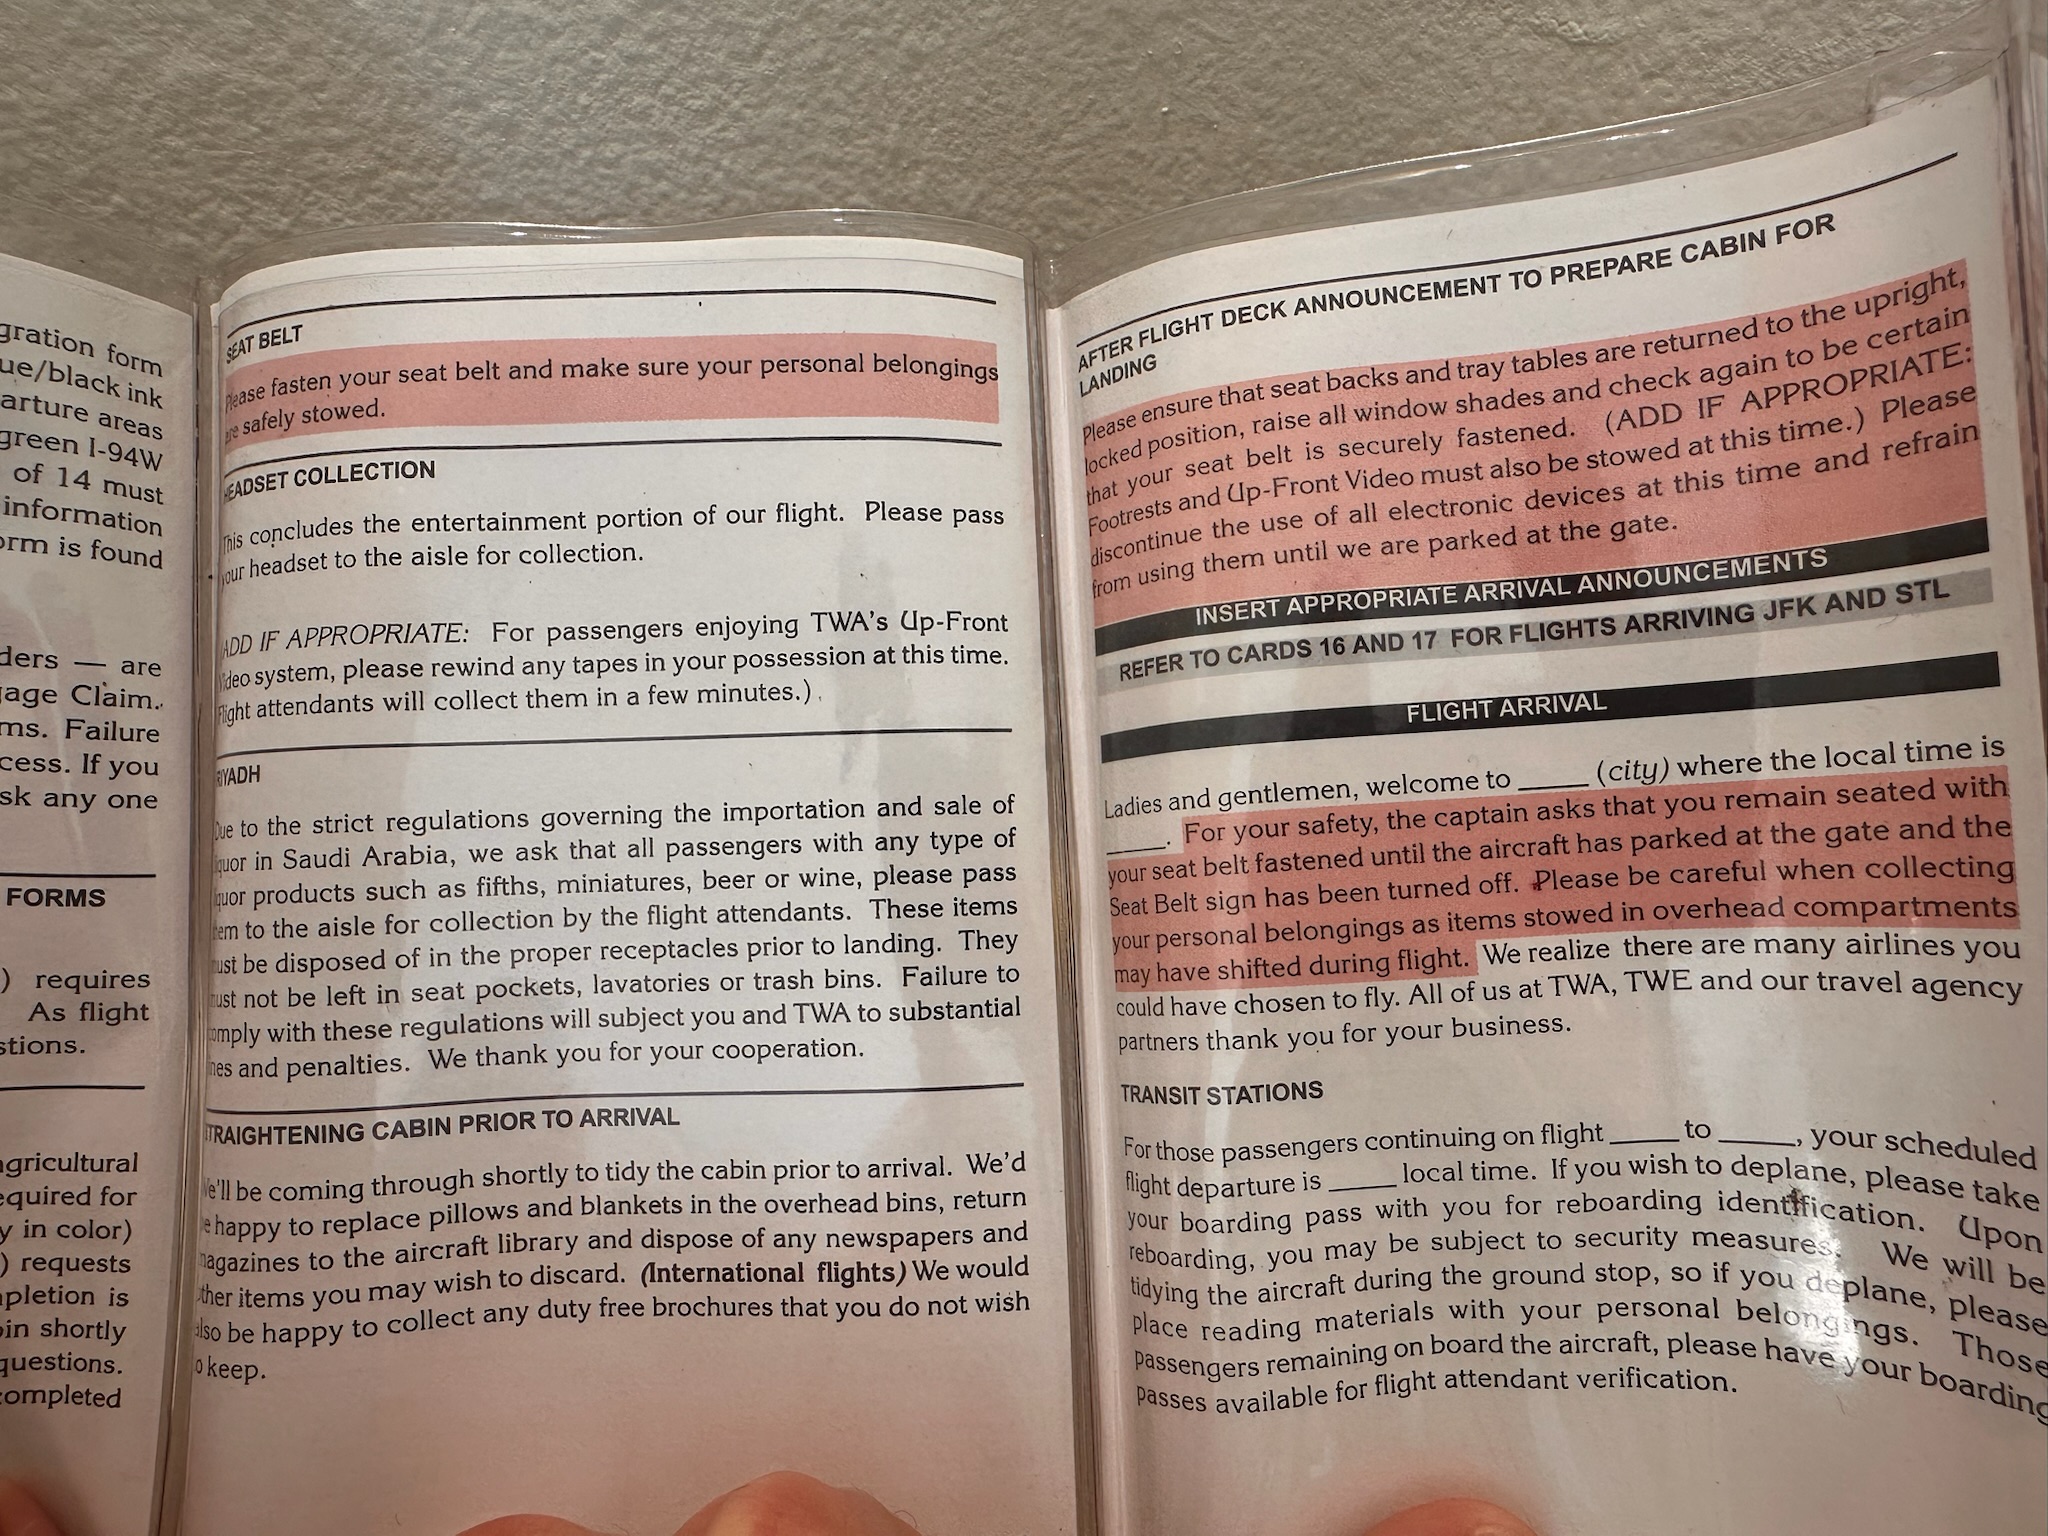 gration form
ue/black ink
arture areas
green I-94W
of 14 must
information
orm is found
ders — are
age Claim.
ms. Failure
cess. If you
sk any one
FORMS
) requires
As flight
stions.
gricultural
equired for
y in color)
) requests
pletion is
in shortly
questions.
completed
SEAT BELT
Please fasten your seat belt and make sure your personal belongings
are safely stowed.
HEADSET COLLECTION
This concludes the entertainment portion of our flight. Please pass
your headset to the aisle for collection.
ADD IF APPROPRIATE: For passengers enjoying TWA's Up-Front
Video system, please rewind any tapes in your possession at this time.
Flight attendants will collect them in a few minutes.)
RIYADH
Due to the strict regulations governing the importation and sale of
liquor in Saudi Arabia, we ask that all passengers with any type of
liquor products such as fifths, miniatures, beer or wine, please pass
them to the aisle for collection by the flight attendants. These items
must be disposed of in the proper receptacles prior to landing. They
must not be left in seat pockets, lavatories or trash bins. Failure to
comply with these regulations will subject you and TWA to substantial
fines and penalties. We thank you for your cooperation.
STRAIGHTENING CABIN PRIOR TO ARRIVAL
We'll be coming through shortly to tidy the cabin prior to arrival. We'd
be happy to replace pillows and blankets in the overhead bins, return
magazines to the aircraft library and dispose of any newspapers and
other items you may wish to discard. (International flights) We would
also be happy to collect any duty free brochures that you do not wish
to keep.
AFTER FLIGHT DECK ANNOUNCEMENT TO PREPARE CABIN FOR
LANDING
Please ensure that seat backs and tray tables are returned to the upright,
locked position, raise all window shades and check again to be certain
that your seat belt is securely fastened. (ADD IF APPROPRIATE:
Footrests and Up-Front Video must also be stowed at this time.) Please
discontinue the use of all electronic devices at this time and refrain
from using them until we are parked at the gate.
INSERT APPROPRIATE ARRIVAL ANNOUNCEMENTS
REFER TO CARDS 16 AND 17 FOR FLIGHTS ARRIVING JFK AND STL
FLIGHT ARRIVAL
Ladies and gentlemen, welcome to _____ (city) where the local time is
_____. For your safety, the captain asks that you remain seated with
your seat belt fastened until the aircraft has parked at the gate and the
Seat Belt sign has been turned off. Please be careful when collecting
your personal belongings as items stowed in overhead compartments
may have shifted during flight. We realize there are many airlines you
could have chosen to fly. All of us at TWA, TWE and our travel agency
partners thank you for your business.
TRANSIT STATIONS
For those passengers continuing on flight _____ to _____, your scheduled
flight departure is _____ local time. If you wish to deplane, please take
your boarding pass with you for reboarding identification. Upon
reboarding, you may be subject to security measures. We will be
tidying the aircraft during the ground stop, so if you deplane, please
place reading materials with your personal belongings. Those
passengers remaining on board the aircraft, please have your boarding
passes available for flight attendant verification.